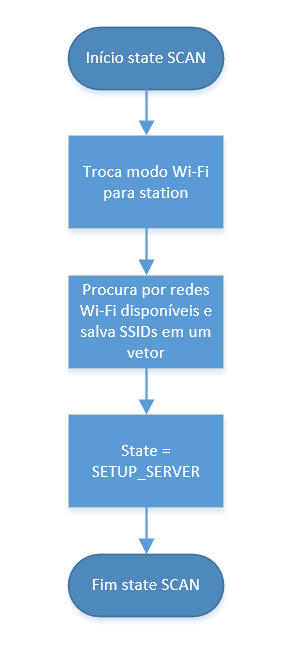 Início state SCAN
Troca modo Wi-Fi
para station
Procura por redes
Wi-Fi disponíveis e
salva SSIDs em um
vetor
State =
SETUP_SERVER
Fim state SCAN